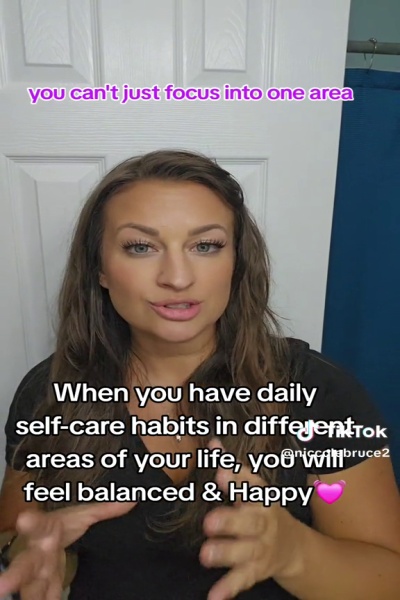 you can't just focus into one area
When you have daily
self-care habits in different
areas of your life, you will
feel balanced & Happy
TikTok
@niccolebruce2